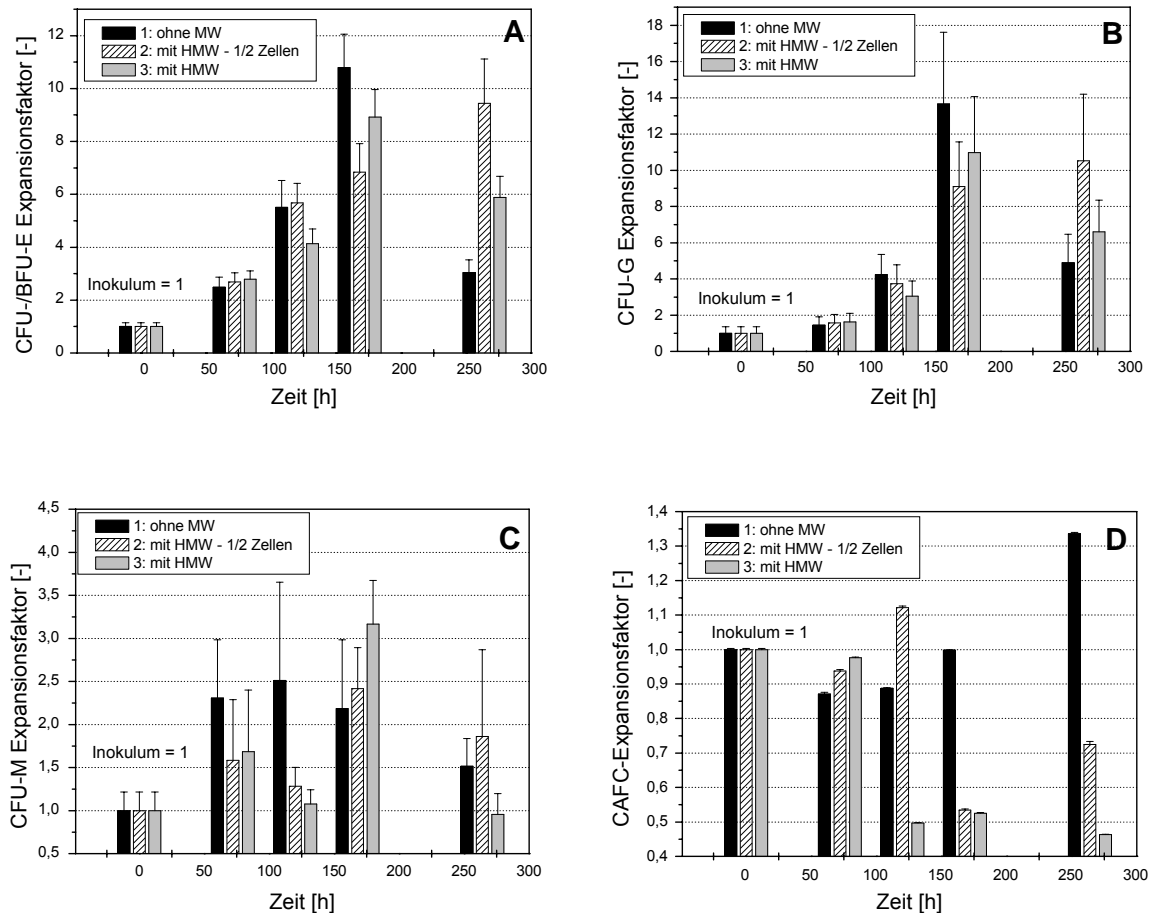 A
CFU-/BFU-E Expansionsfaktor [-]
12
10
8
6
4
2
0
1: ohne MW
2: mit HMW - 1/2 Zellen
3: mit HMW
Inokulum = 1
0 50 100 150 200 250 300
Zeit [h]
B
CFU-G Expansionsfaktor [-]
18
16
14
12
10
8
6
4
2
0
1: ohne MW
2: mit HMW - 1/2 Zellen
3: mit HMW
Inokulum = 1
0 50 100 150 200 250 300
Zeit [h]
C
CFU-M Expansionsfaktor [-]
4,5
4,0
3,5
3,0
2,5
2,0
1,5
1,0
0,5
1: ohne MW
2: mit HMW - 1/2 Zellen
3: mit HMW
Inokulum = 1
0 50 100 150 200 250 300
Zeit [h]
D
CAFC-Expansionsfaktor [-]
1,4
1,3
1,2
1,1
1,0
0,9
0,8
0,7
0,6
0,5
0,4
1: ohne MW
2: mit HMW - 1/2 Zellen
3: mit HMW
Inokulum = 1
0 50 100 150 200 250 300
Zeit [h]